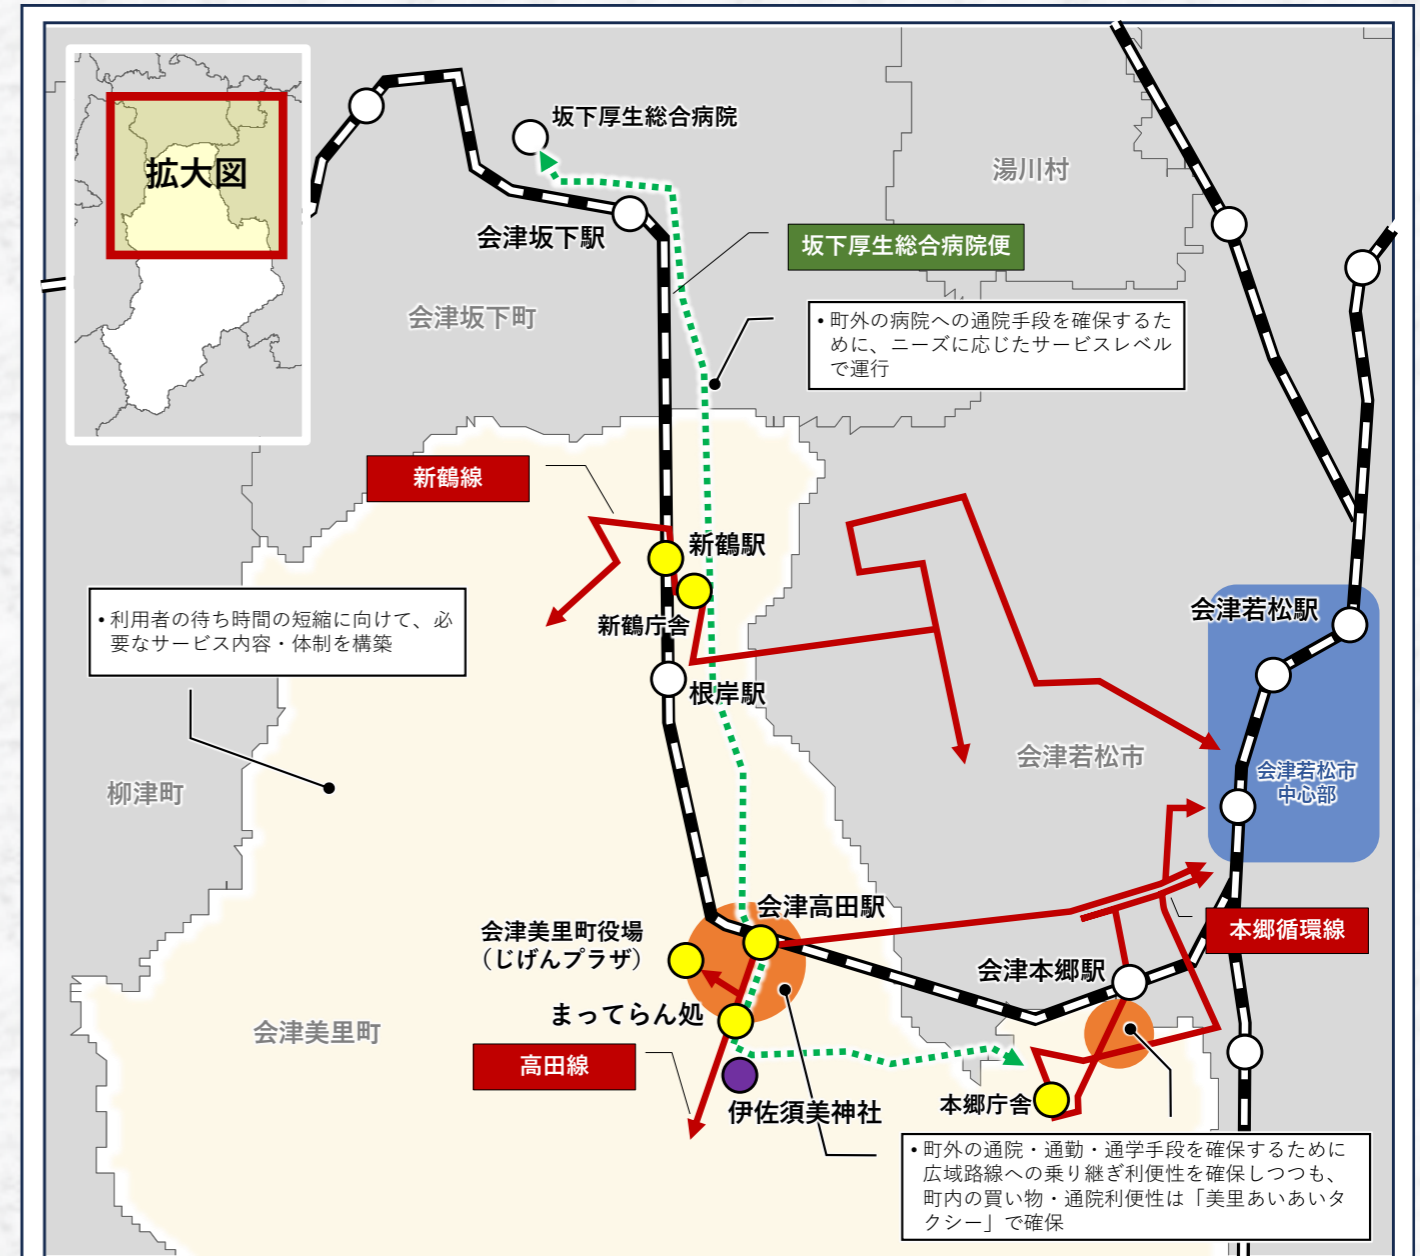 拡大図
坂下厚生総合病院
湯川村
会津坂下駅
坂下厚生総合病院便
会津坂下町
• 町外の病院への通院手段を確保するた
めに、ニーズに応じたサービスレベル
で運行
新鶴線
新鶴駅
新鶴庁舎
会津若松駅
• 利用者の待ち時間の短縮に向けて、必
要なサービス内容・体制を構築
根岸駅
会津若松市
会津若松市
中心部
柳津町
会津高田駅
会津美里町役場
（じげんプラザ）
本郷循環線
会津本郷駅
まってらん処
会津美里町
高田線
伊佐須美神社
本郷庁舎
• 町外の通院・通勤・通学手段を確保するために
広域路線への乗り継ぎ利便性を確保しつつも、
町内の買い物・通院利便性は「美里あいあいタ
クシー」で確保